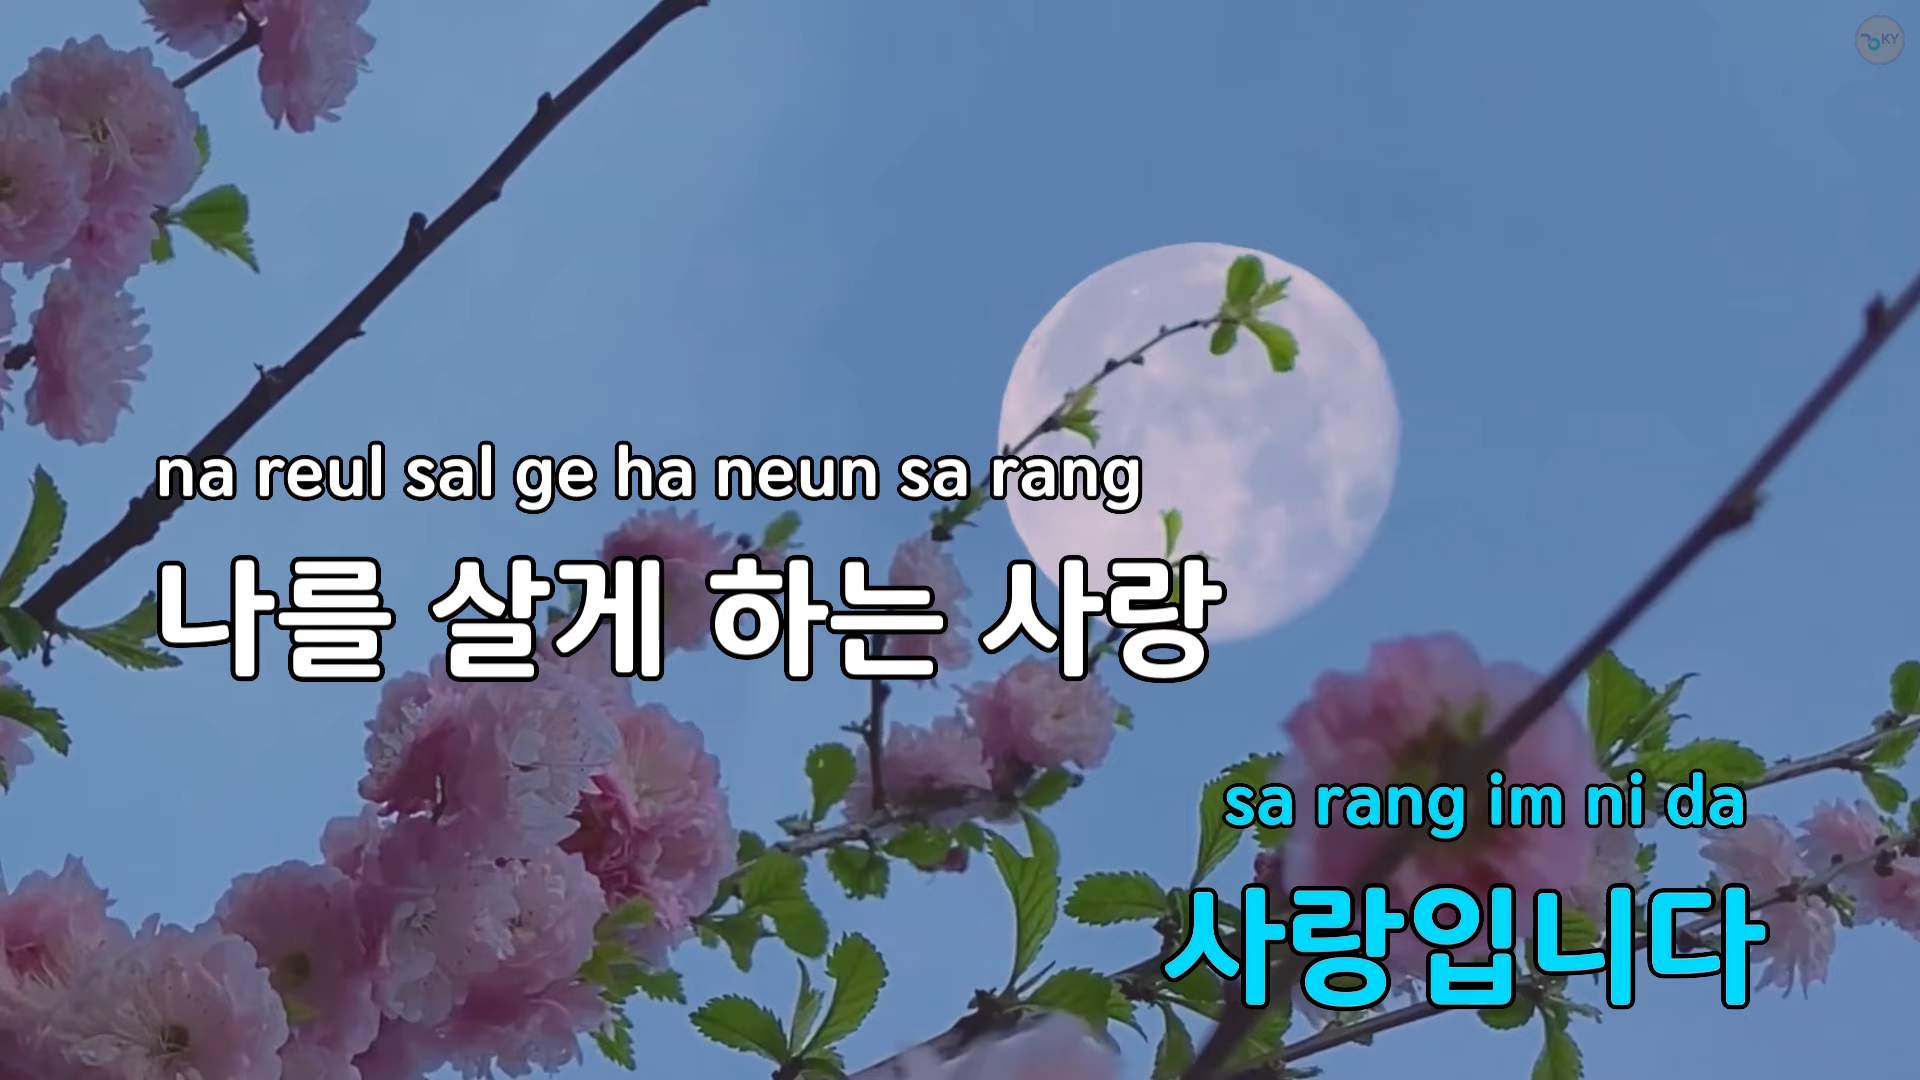 KY
na reul sal ge ha neun sa rang
나를 살게 하는 사랑
sa rang im ni da
사랑입니다